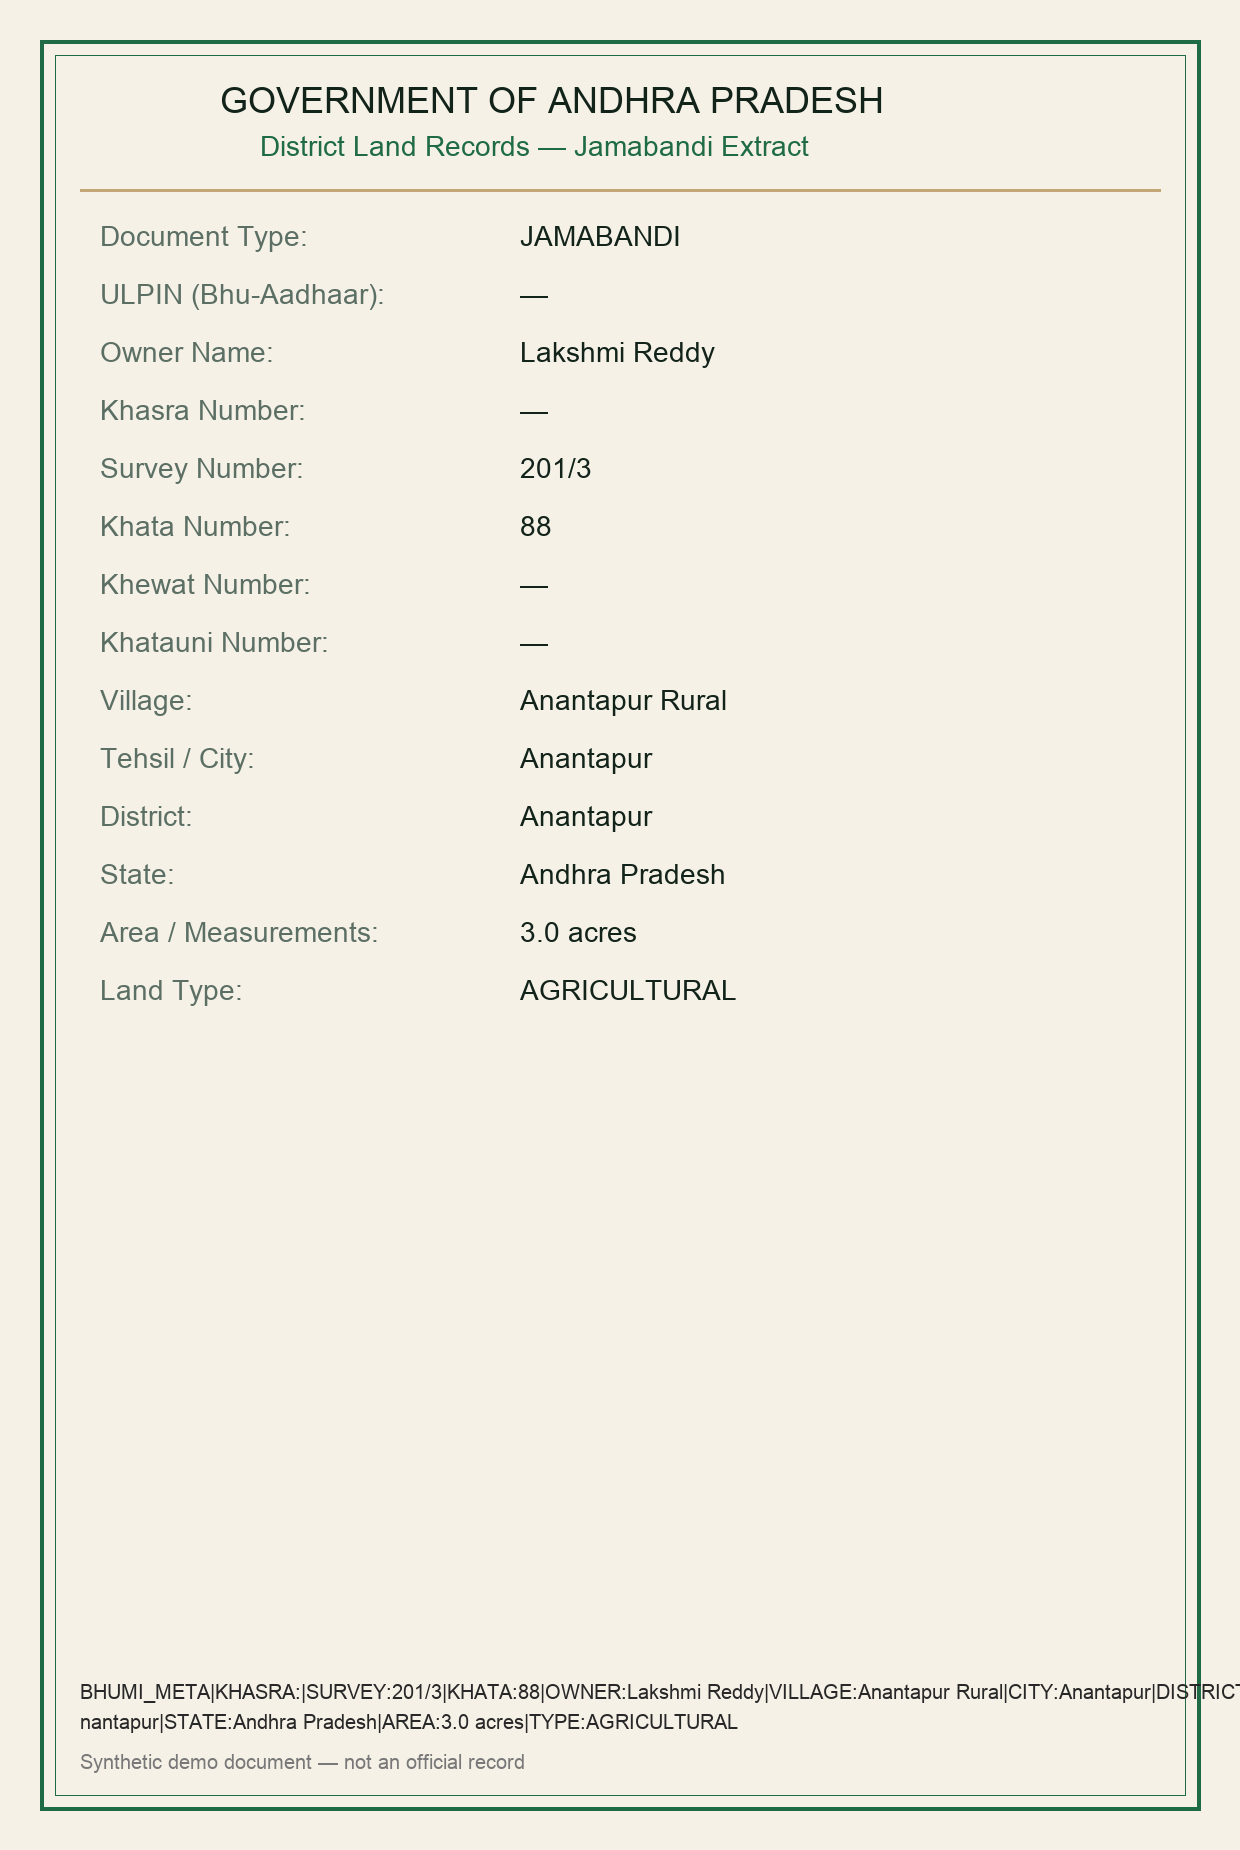 GOVERNMENT OF ANDHRA PRADESH
District Land Records — Jamabandi Extract
Document Type: JAMABANDI
ULPIN (Bhu-Aadhaar): —
Owner Name: Lakshmi Reddy
Khasra Number: —
Survey Number: 201/3
Khata Number: 88
Khewat Number: —
Khatauni Number: —
Village: Anantapur Rural
Tehsil / City: Anantapur
District: Anantapur
State: Andhra Pradesh
Area / Measurements: 3.0 acres
Land Type: AGRICULTURAL
BHUMI_META|KHASRA:|SURVEY:201/3|KHATA:88|OWNER:Lakshmi Reddy|VILLAGE:Anantapur Rural|CITY:Anantapur|DISTRICT
nantapur|STATE:Andhra Pradesh|AREA:3.0 acres|TYPE:AGRICULTURAL
Synthetic demo document — not an official record